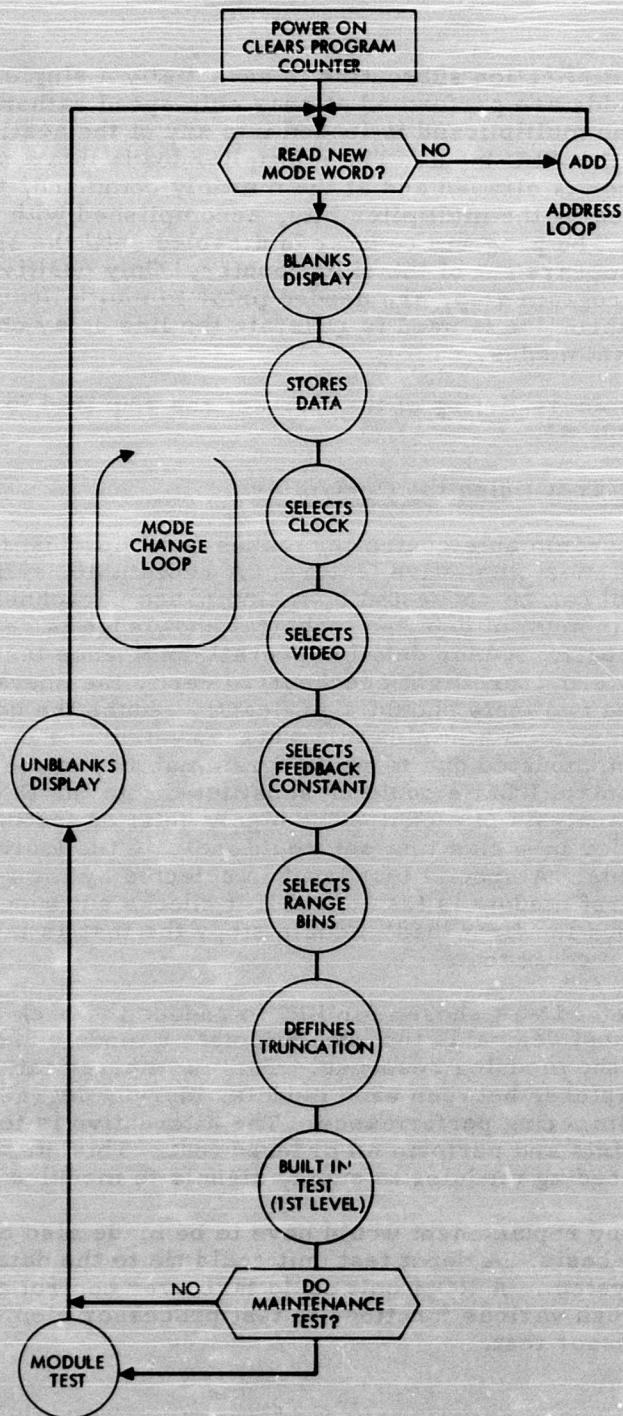 POWER ON
CLEARS PROGRAM
COUNTER
READ NEW
MODE WORD?
NO
ADD
ADDRESS
LOOP
BLANKS
DISPLAY
STORES
DATA
SELECTS
CLOCK
MODE
CHANGE
LOOP
SELECTS
VIDEO
UNBLANKS
DISPLAY
SELECTS
FEEDBACK
CONSTANT
SELECTS
RANGE
BINS
DEFINES
TRUNCATION
BUILT IN
TEST
(1ST LEVEL)
NO
DO
MAINTENANCE
TEST?
MODULE
TEST